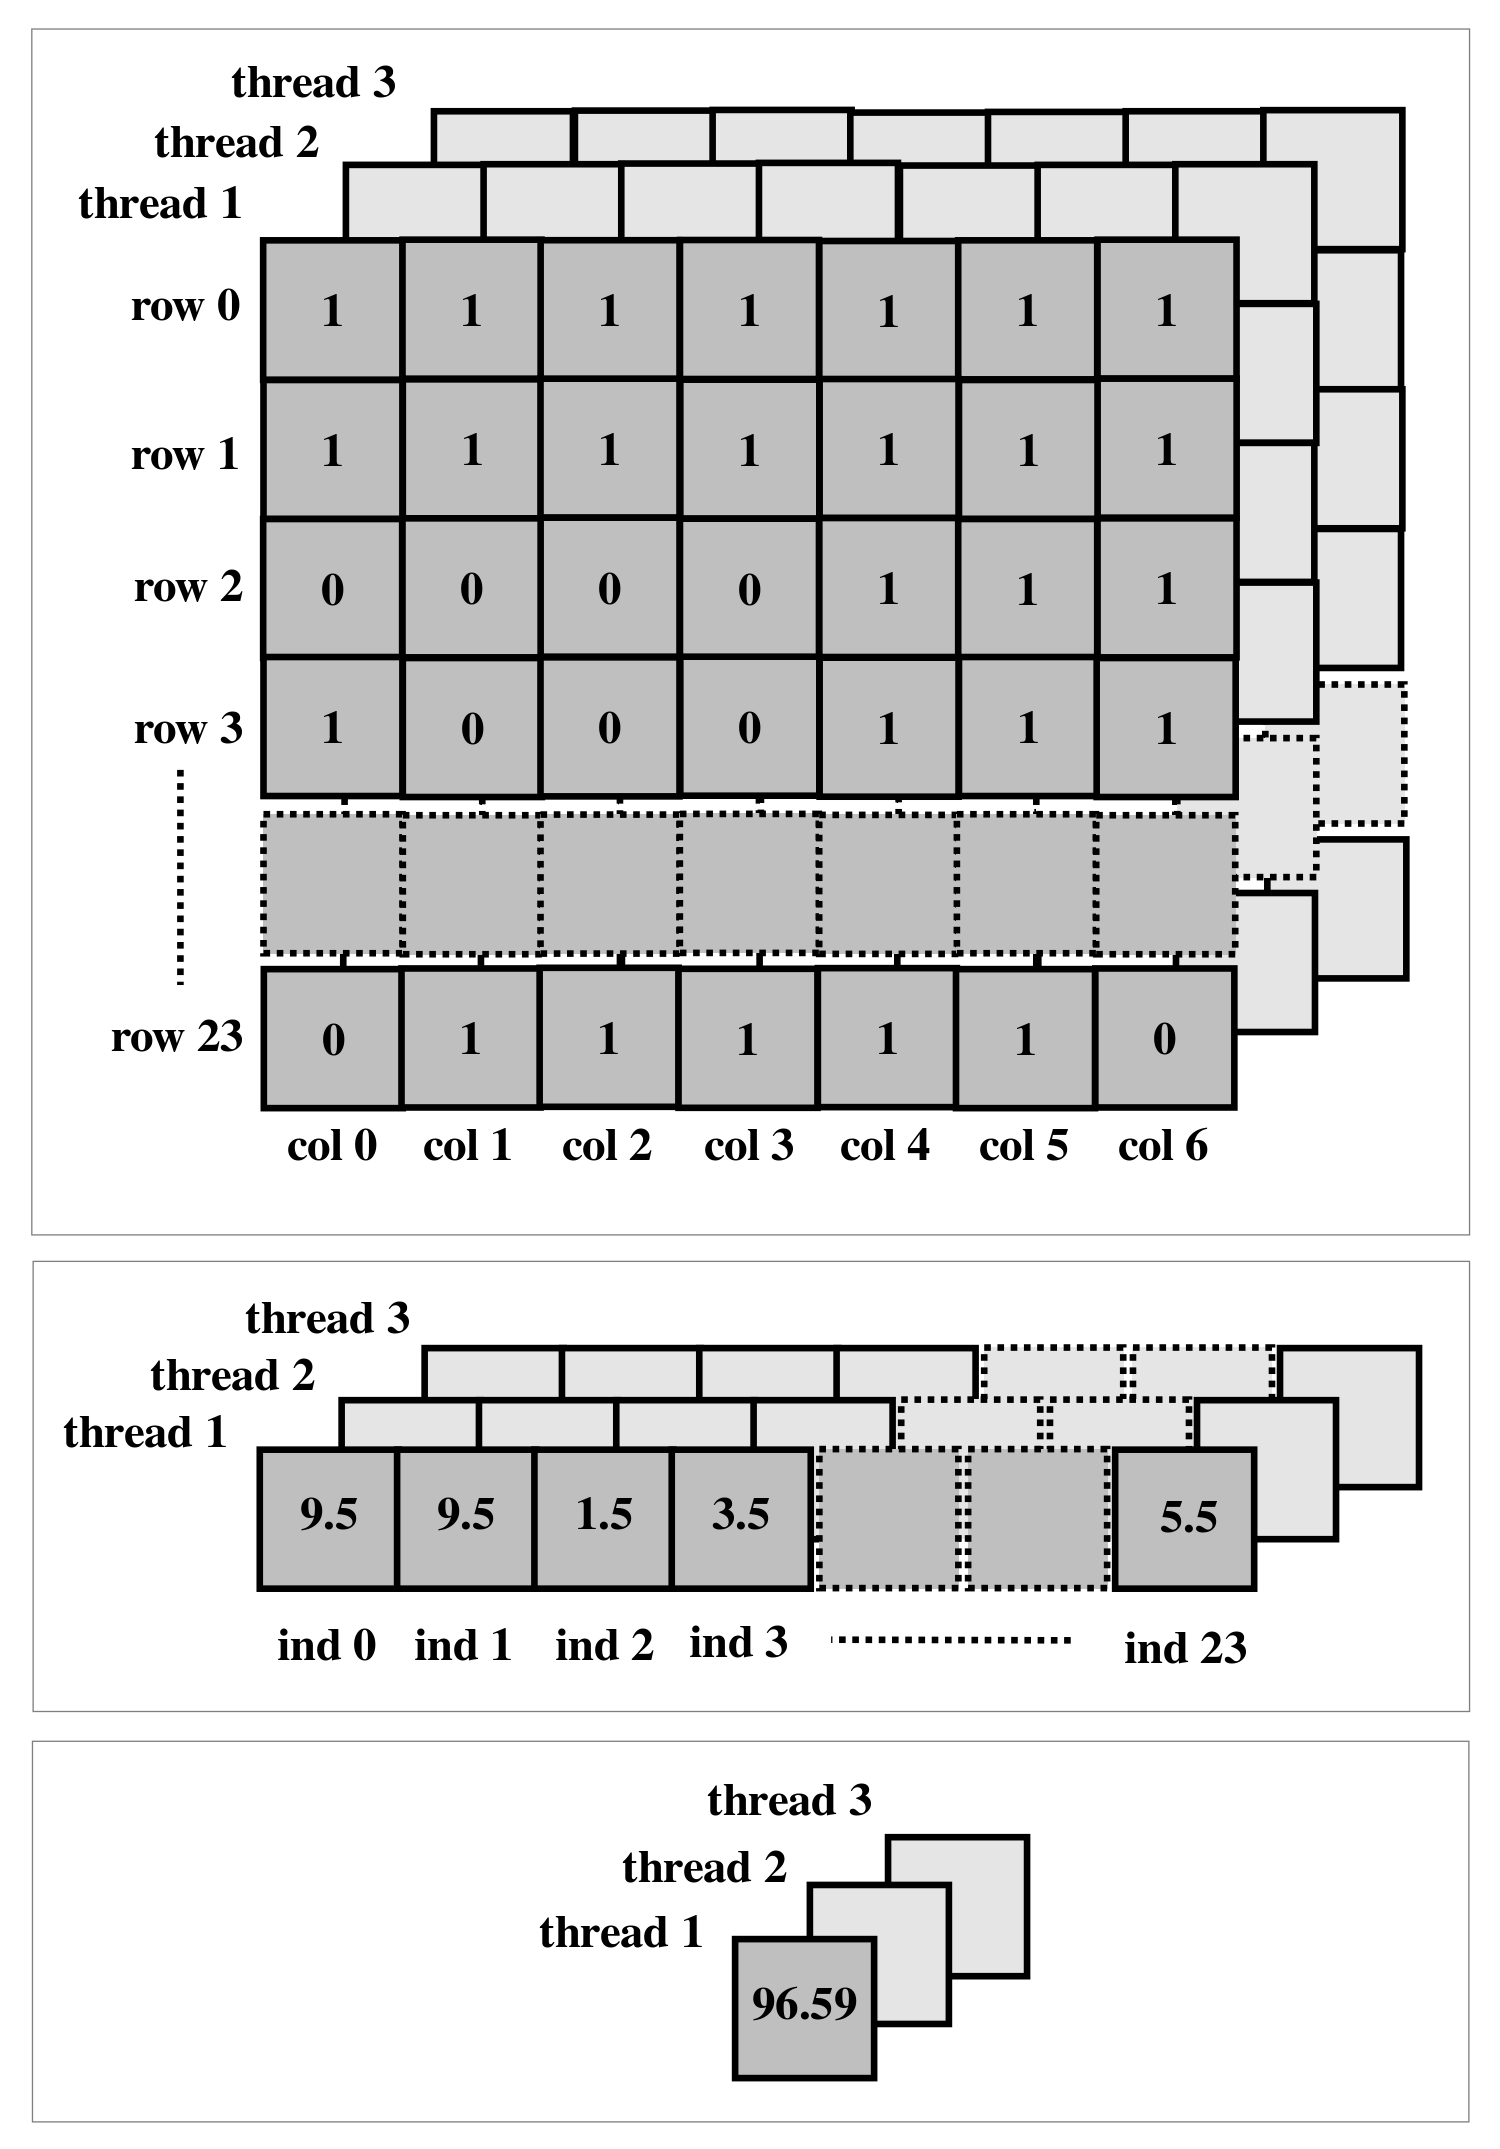 thread 3
thread 2
thread 1
row 0 1 1 1 1 1 1 1
row 1 1 1 1 1 1 1 1
row 2 0 0 0 0 1 1 1
row 3 1 0 0 0 1 1 1
row 23 0 1 1 1 1 1 0
col 0 col 1 col 2 col 3 col 4 col 5 col 6
thread 3
thread 2
thread 1
9.5 9.5 1.5 3.5 5.5
ind 0 ind 1 ind 2 ind 3 ind 23
thread 3
thread 2
thread 1
96.59